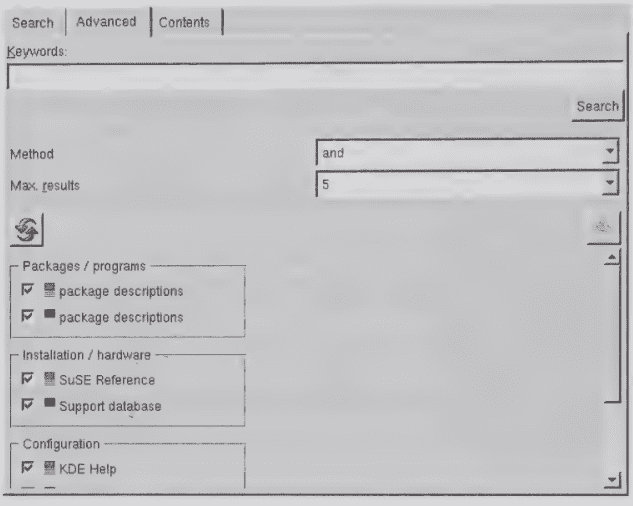 Search Advanced Contents
Keywords:
Search
Method and
Max. results 5
Packages / programs
package descriptions
package descriptions
Installation / hardware
SuSE Reference
Support database
Configuration
KDE Help